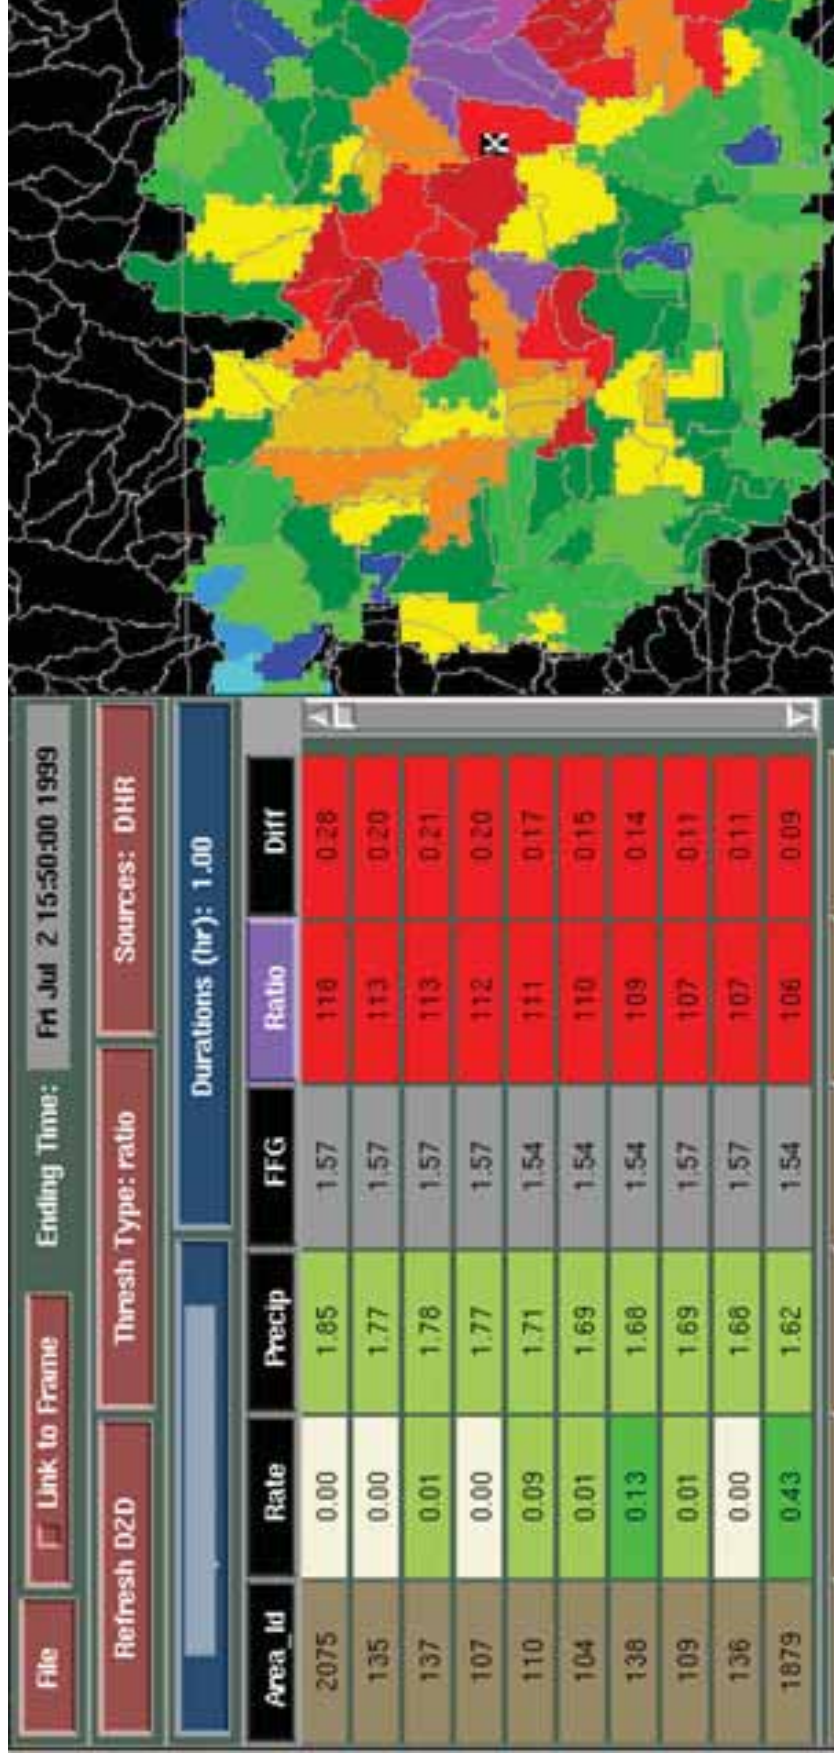 File Link to Frame Ending Time: Fri Jul 2 15:50:00 1999
Refresh D2D Thresh Type: ratio Sources: DHR
Durations (hr): 1.00
Area_Id Rate Precip FFG Ratio Diff
2075 0.00 1.85 1.57 118 0.28
135 0.00 1.77 1.57 113 0.20
137 0.01 1.78 1.57 113 0.21
107 0.00 1.77 1.57 112 0.20
110 0.09 1.71 1.54 111 0.17
104 0.01 1.69 1.54 110 0.15
138 0.13 1.68 1.54 109 0.14
109 0.01 1.69 1.57 107 0.11
136 0.00 1.68 1.57 107 0.11
1879 0.43 1.62 1.54 106 0.09